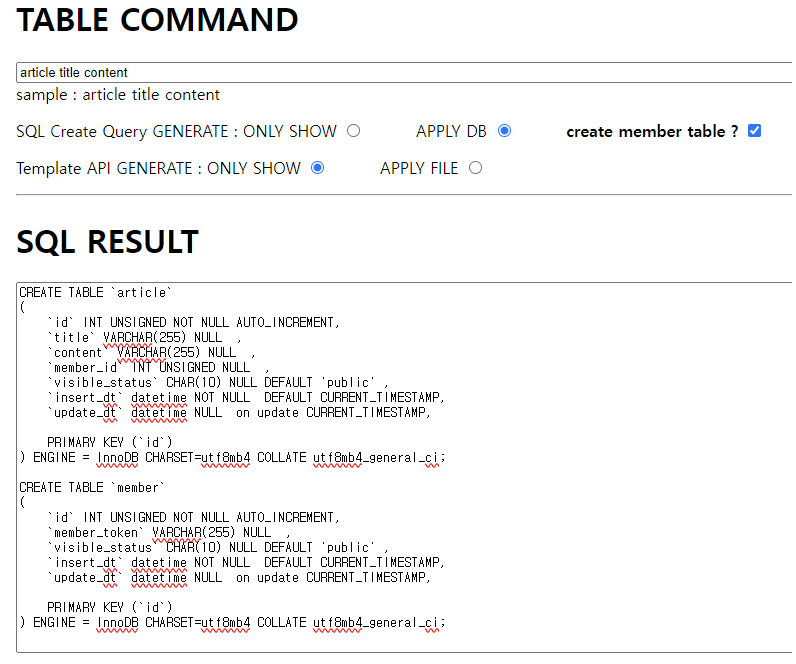 TABLE COMMAND
article title content
sample : article title content
SQL Create Query GENERATE : ONLY SHOW APPLY DB create member table ?
Template API GENERATE : ONLY SHOW APPLY FILE
SQL RESULT
CREATE TABLE `article`
(
    `id` INT UNSIGNED NOT NULL AUTO_INCREMENT,
    `title` VARCHAR(255) NULL  ,
    `content` VARCHAR(255) NULL  ,
    `member_id` INT UNSIGNED NULL  ,
    `visible_status` CHAR(10) NULL DEFAULT 'public' ,
    `insert_dt` datetime NOT NULL  DEFAULT CURRENT_TIMESTAMP,
    `update_dt` datetime NULL  on update CURRENT_TIMESTAMP,
    PRIMARY KEY (`id`)
) ENGINE = InnoDB CHARSET=utf8mb4 COLLATE utf8mb4_general_ci;
CREATE TABLE `member`
(
    `id` INT UNSIGNED NOT NULL AUTO_INCREMENT,
    `member_token` VARCHAR(255) NULL  ,
    `visible_status` CHAR(10) NULL DEFAULT 'public' ,
    `insert_dt` datetime NOT NULL  DEFAULT CURRENT_TIMESTAMP,
    `update_dt` datetime NULL  on update CURRENT_TIMESTAMP,
    PRIMARY KEY (`id`)
) ENGINE = InnoDB CHARSET=utf8mb4 COLLATE utf8mb4_general_ci;